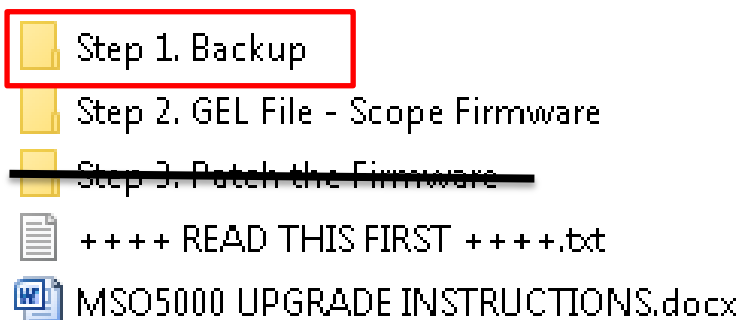 Step 1. Backup
Step 2. GEL File - Scope Firmware
Step 3. Patch the Firmware
++++ READ THIS FIRST ++++.txt
MSO5000 UPGRADE INSTRUCTIONS.docx